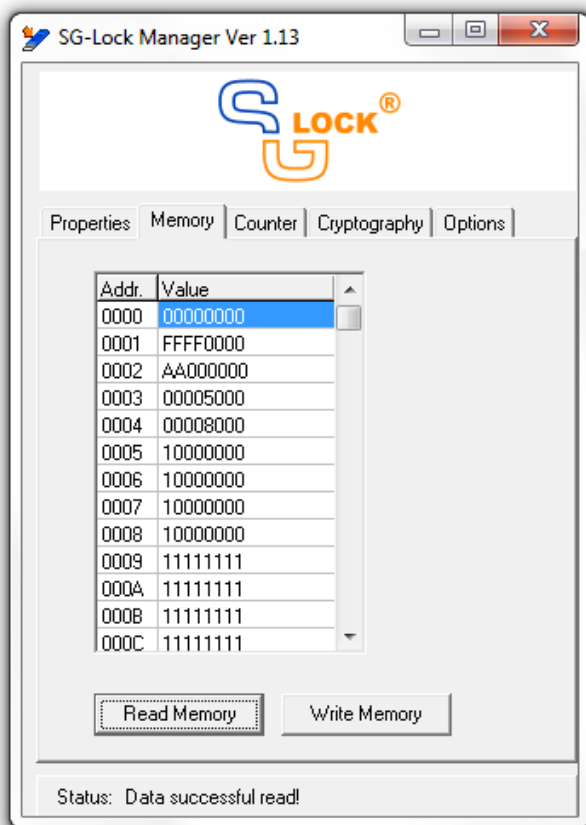 SG-Lock Manager Ver 1.13
SG LOCK®
Properties Memory Counter Cryptography Options
Addr. Value
0000 00000000
0001 FFFF0000
0002 AA000000
0003 00005000
0004 00008000
0005 10000000
0006 10000000
0007 10000000
0008 10000000
0009 11111111
000A 11111111
000B 11111111
000C 11111111
Read Memory Write Memory
Status: Data successful read!